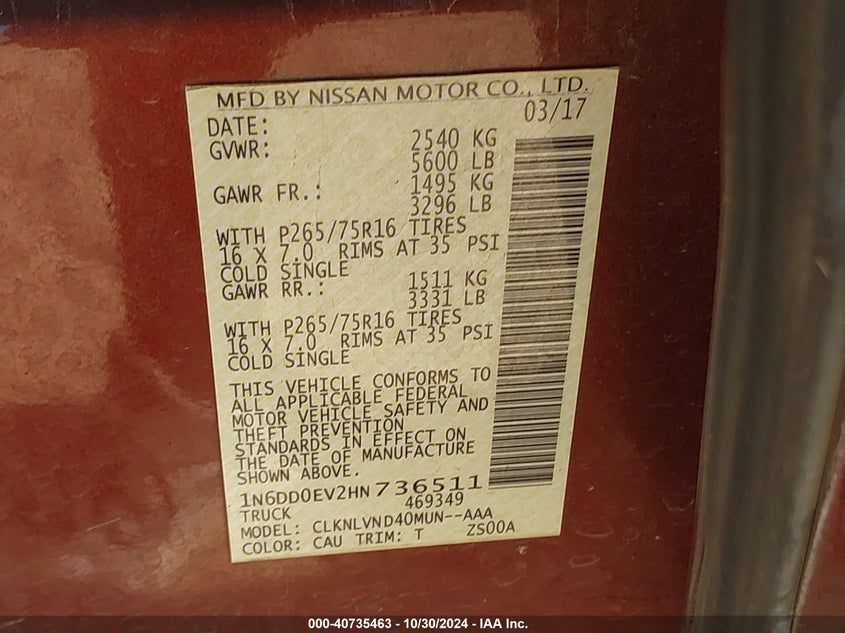 MFD BY NISSAN MOTOR CO., LTD.
DATE: 03/17
GVWR: 2540 KG
5600 LB
GAWR FR.: 1495 KG
3296 LB
WITH P265/75R16 TIRES
16 X 7.0 RIMS AT 35 PSI
COLD SINGLE
GAWR RR.: 1511 KG
3331 LB
WITH P265/75R16 TIRES
16 X 7.0 RIMS AT 35 PSI
COLD SINGLE
THIS VEHICLE CONFORMS TO
ALL APPLICABLE FEDERAL
MOTOR VEHICLE SAFETY AND
THEFT PREVENTION
STANDARDS IN EFFECT ON
THE DATE OF MANUFACTURE
SHOWN ABOVE.
1N6DD0EV2HN736511
TRUCK 469349
MODEL: CLKNLVND40MUN--AAA
COLOR: CAU TRIM: T ZS00A
000-40735463 - 10/30/2024 - IAA Inc.